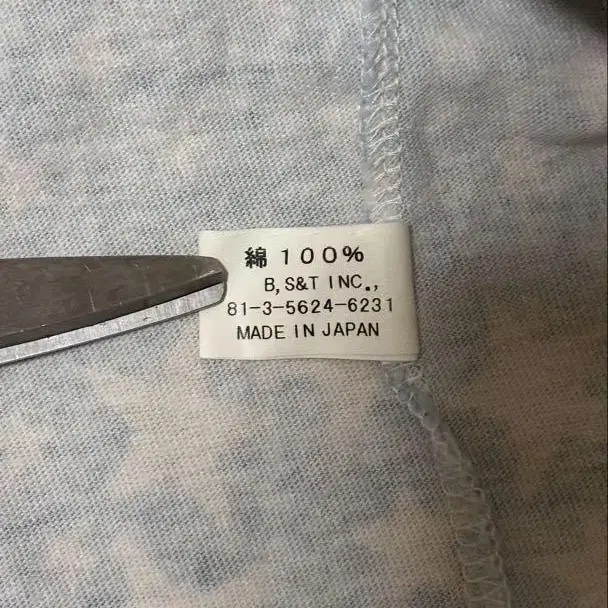 綿 100%
B,S&T INC.,
81-3-5624-6231
MADE IN JAPAN